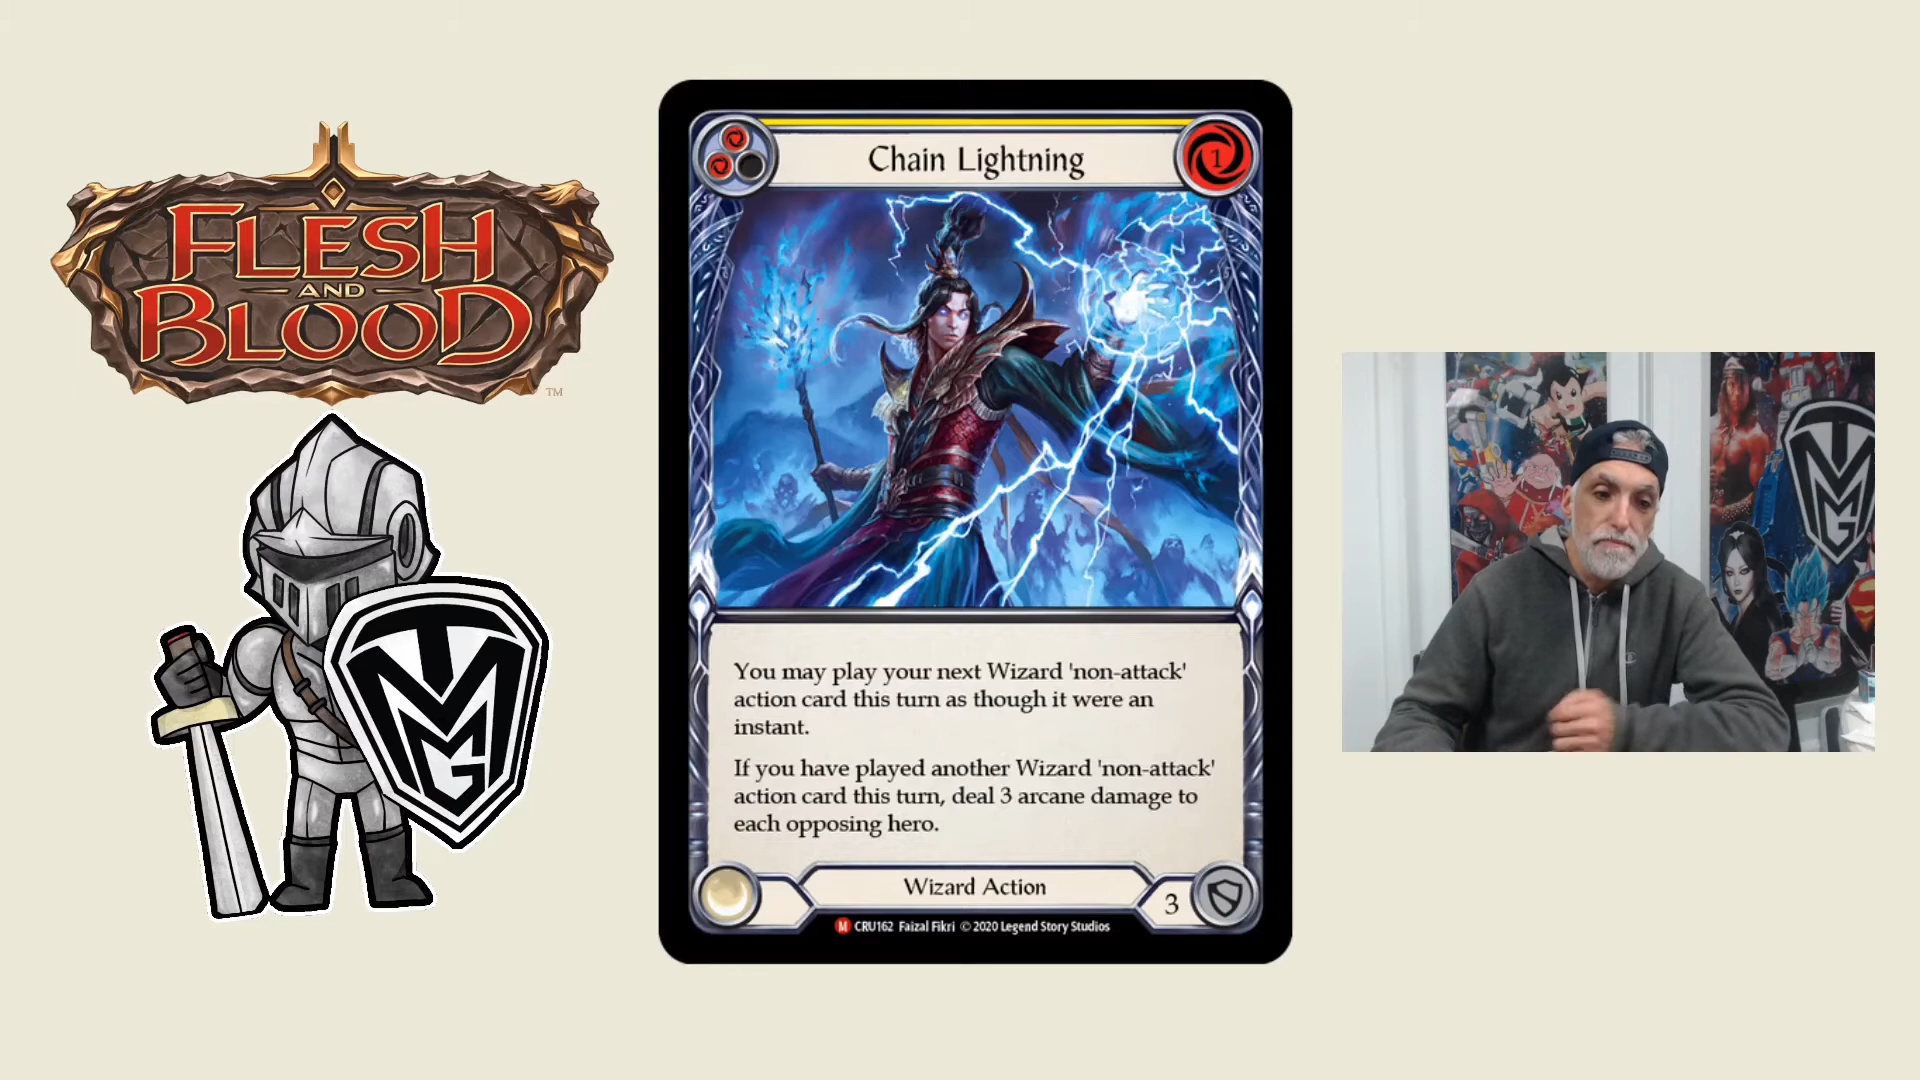 FLESH
AND
BLOOD
TM
TMG
Chain Lightning
1
You may play your next Wizard 'non-attack'
action card this turn as though it were an
instant.
If you have played another Wizard 'non-attack'
action card this turn, deal 3 arcane damage to
each opposing hero.
Wizard Action
3
M CRU162 Faizal Fikri © 2020 Legend Story Studios
TMG